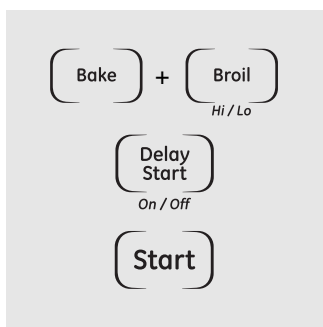 Bake + Broil
Hi / Lo
Delay
Start
On / Off
Start